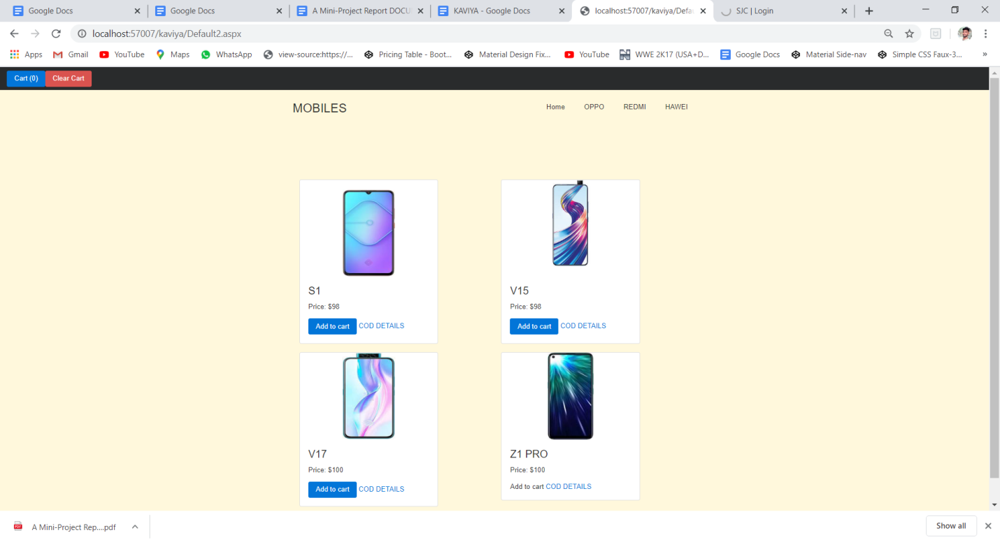 Google Docs
Google Docs
A Mini-Project Report DOCU
KAVIYA - Google Docs
localhost:57007/kaviya/Defau
SJC | Login
localhost:57007/kaviya/Default2.aspx
Apps Gmail YouTube Maps WhatsApp view-source:https://... Pricing Table - Boot... Material Design Fix... YouTube WWE 2K17 (USA+D... Google Docs Material Side-nav Simple CSS Faux-3... »
Cart (0) Clear Cart
MOBILES Home OPPO REDMI HAWEI
S1
Price: $98
Add to cart COD DETAILS
V15
Price: $98
Add to cart COD DETAILS
V17
Price: $100
Add to cart COD DETAILS
Z1 PRO
Price: $100
Add to cart COD DETAILS
PDF
A Mini-Project Rep....pdf
Show all